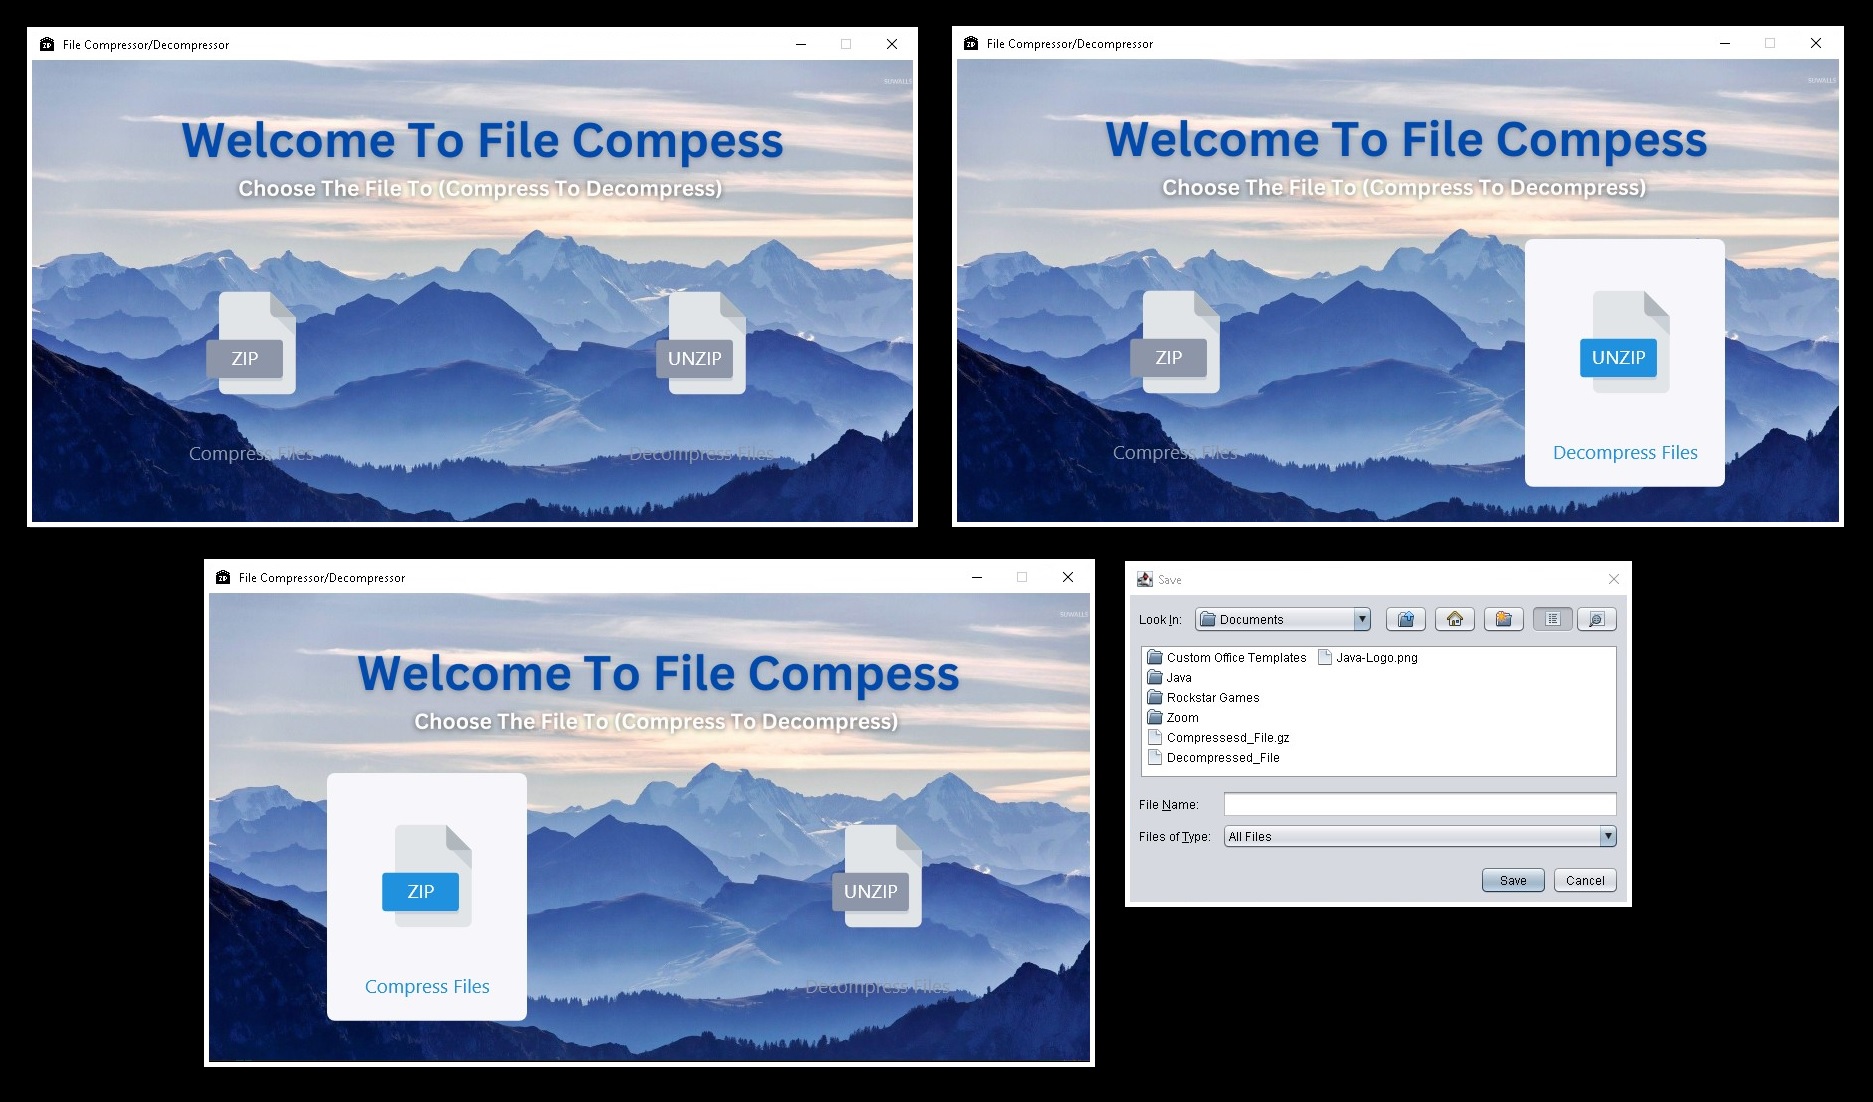 File Compressor/Decompressor
SUWALLS
Welcome To File Compess
Choose The File To (Compress To Decompress)
ZIP
UNZIP
Compress Files
Decompress Files
File Compressor/Decompressor
SUWALLS
Welcome To File Compess
Choose The File To (Compress To Decompress)
ZIP
UNZIP
Compress Files
Decompress Files
File Compressor/Decompressor
SUWALLS
Welcome To File Compess
Choose The File To (Compress To Decompress)
ZIP
UNZIP
Compress Files
Decompress Files
Save
Look In: Documents
Custom Office Templates Java-Logo.png
Java
Rockstar Games
Zoom
Compressesd_File.gz
Decompressed_File
File Name:
Files of Type: All Files
Save Cancel